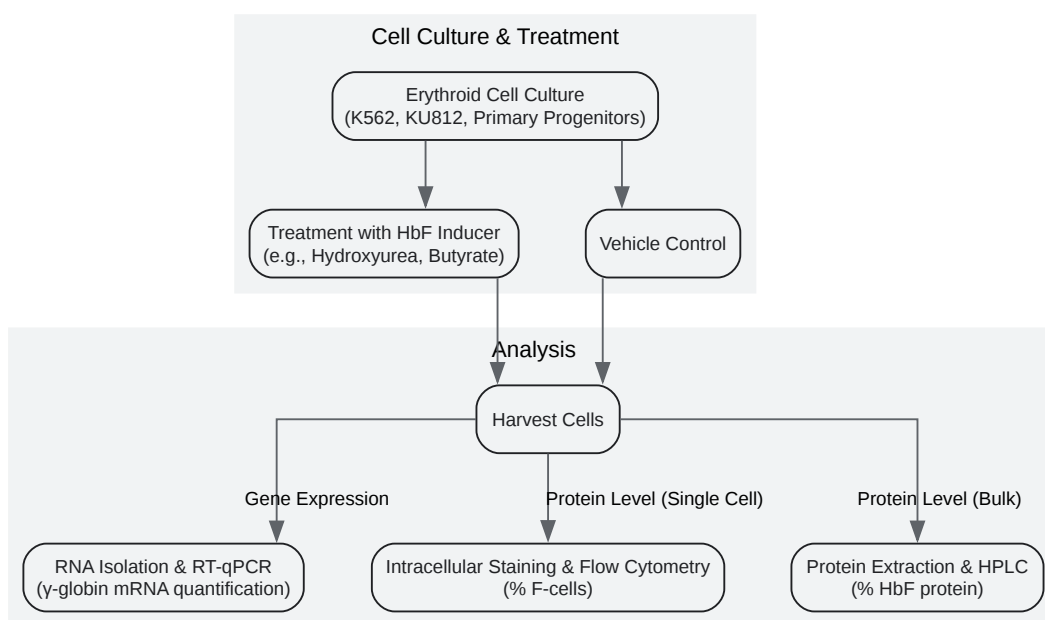 Cell Culture & Treatment
Erythroid Cell Culture
(K562, KU812, Primary Progenitors)
Treatment with HbF Inducer
(e.g., Hydroxyurea, Butyrate)
Vehicle Control
Analysis
Harvest Cells
Gene Expression
Protein Level (Single Cell)
Protein Level (Bulk)
RNA Isolation & RT-qPCR
(γ-globin mRNA quantification)
Intracellular Staining & Flow Cytometry
(% F-cells)
Protein Extraction & HPLC
(% HbF protein)